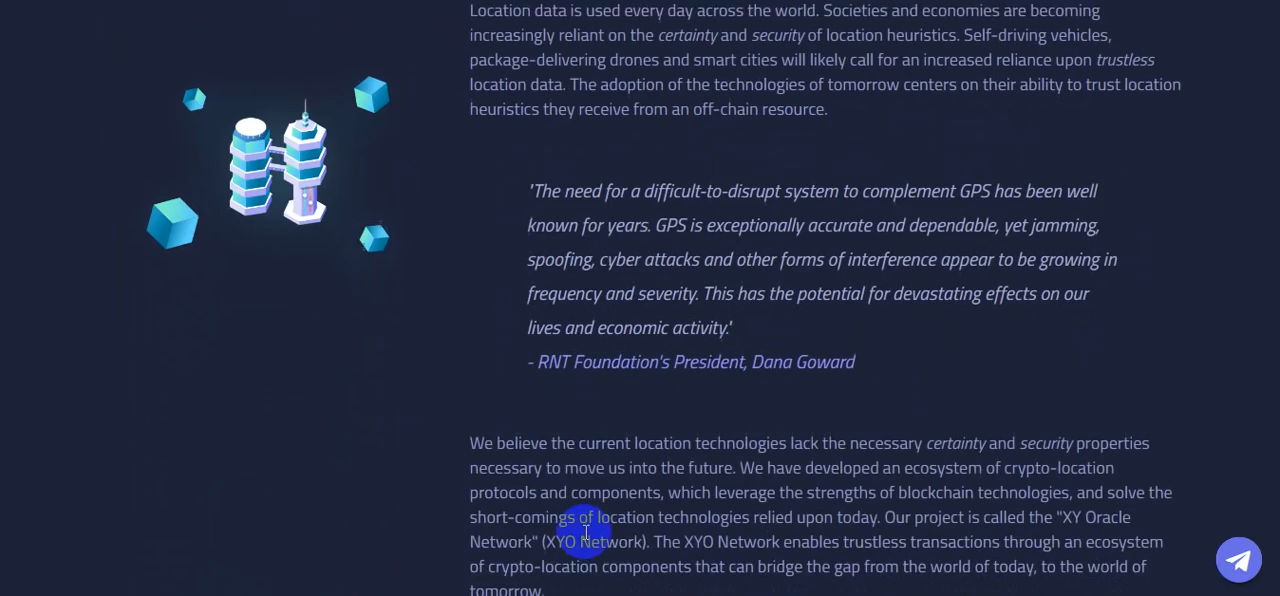 Location data is used every day across the world. Societies and economies are becoming
increasingly reliant on the certainty and security of location heuristics. Self-driving vehicles,
package-delivering drones and smart cities will likely call for an increased reliance upon trustless
location data. The adoption of the technologies of tomorrow centers on their ability to trust location
heuristics they receive from an off-chain resource.
'The need for a difficult-to-disrupt system to complement GPS has been well
known for years. GPS is exceptionally accurate and dependable, yet jamming,
spoofing, cyber attacks and other forms of interference appear to be growing in
frequency and severity. This has the potential for devastating effects on our
lives and economic activity.'
- RNT Foundation's President, Dana Goward
We believe the current location technologies lack the necessary certainty and security properties
necessary to move us into the future. We have developed an ecosystem of crypto-location
protocols and components, which leverage the strengths of blockchain technologies, and solve the
short-comings of location technologies relied upon today. Our project is called the "XY Oracle
Network" (XYO Network). The XYO Network enables trustless transactions through an ecosystem
of crypto-location components that can bridge the gap from the world of today, to the world of
tomorrow.